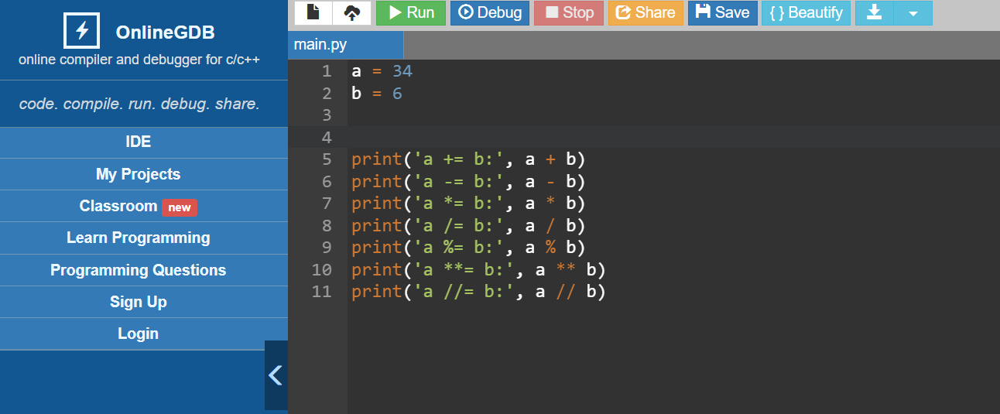 OnlineGDB
online compiler and debugger for c/c++
code. compile. run. debug. share.
IDE
My Projects
Classroom new
Learn Programming
Programming Questions
Sign Up
Login
Run Debug Stop Share Save { } Beautify
main.py
1 a = 34
2 b = 6
3
4
5 print('a += b:', a + b)
6 print('a -= b:', a - b)
7 print('a *= b:', a * b)
8 print('a /= b:', a / b)
9 print('a %= b:', a % b)
10 print('a **= b:', a ** b)
11 print('a //= b:', a // b)